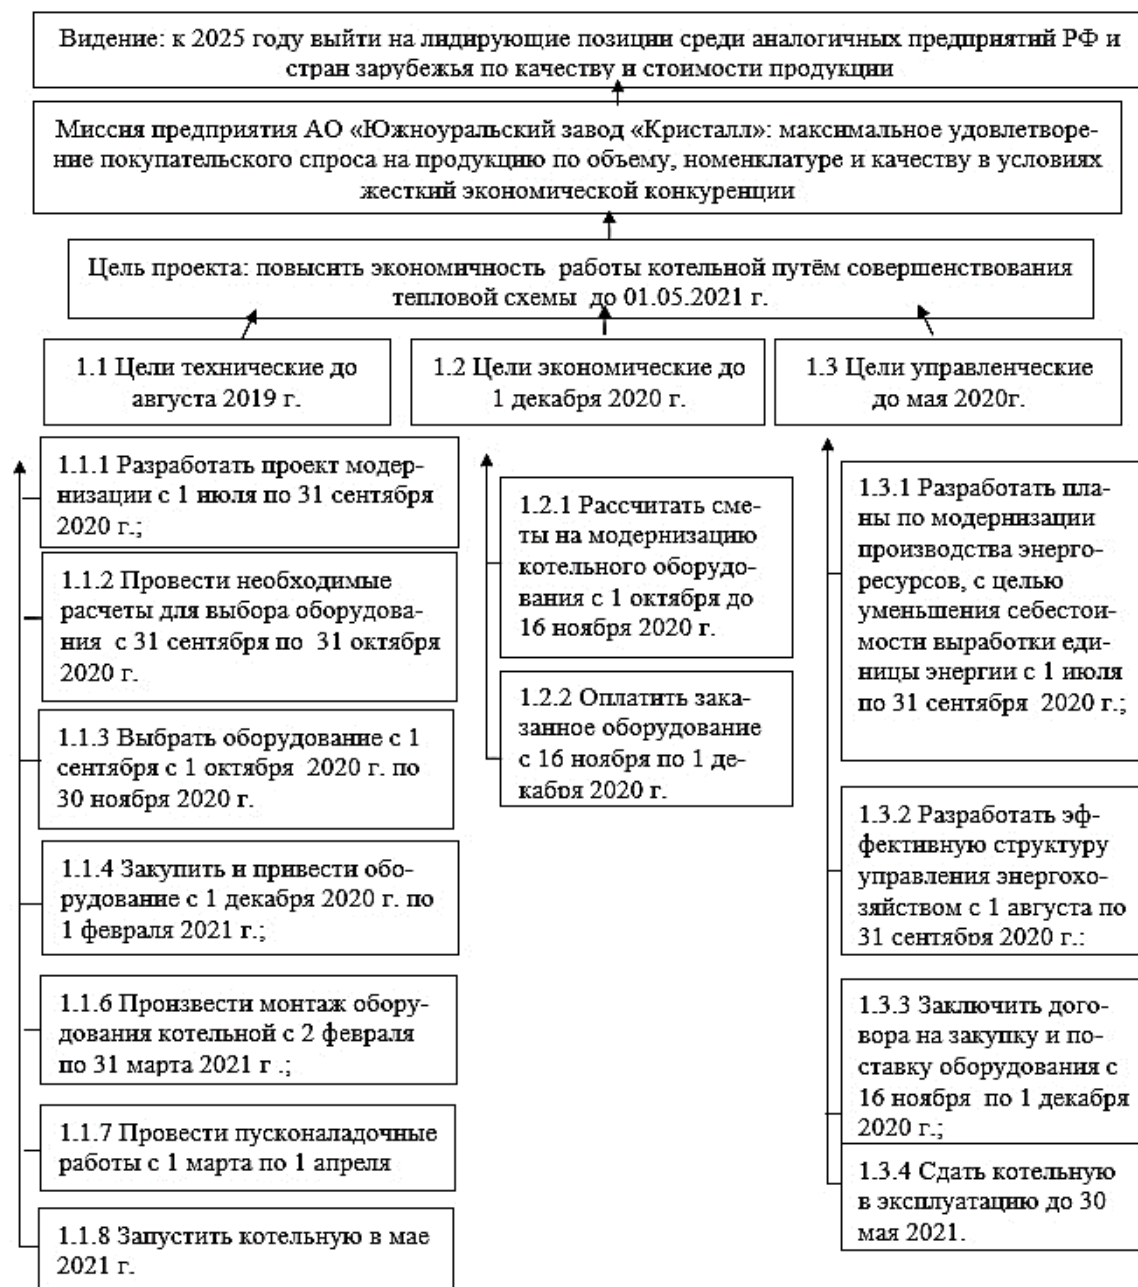 Видение: к 2025 году выйти на лидирующие позиции среди аналогичных предприятий РФ и
стран зарубежья по качеству и стоимости продукции
Миссия предприятия АО «Южноуральский завод «Кристалл»: максимальное удовлетворе-
ние покупательского спроса на продукцию по объему, номенклатуре и качеству в условиях
жесткий экономической конкуренции
Цель проекта: повысить экономичность работы котельной путём совершенствования
тепловой схемы до 01.05.2021 г.
1.1 Цели технические до
августа 2019 г.
1.2 Цели экономические до
1 декабря 2020 г.
1.3 Цели управленческие
до мая 2020г.
1.1.1 Разработать проект модер-
низации с 1 июля по 31 сентября
2020 г.;
1.1.2 Провести необходимые
расчеты для выбора оборудова-
ния с 31 сентября по 31 октября
2020 г.
1.1.3 Выбрать оборудование с 1
сентября с 1 октября 2020 г. по
30 ноября 2020 г.
1.1.4 Закупить и привести обо-
рудование с 1 декабря 2020 г. по
1 февраля 2021 г.;
1.1.6 Произвести монтаж обору-
дования котельной с 2 февраля
по 31 марта 2021 г .;
1.1.7 Провести пусконаладочные
работы с 1 марта по 1 апреля
1.1.8 Запустить котельную в мае
2021 г.
1.2.1 Рассчитать сме-
ты на модернизацию
котельного оборудо-
вания с 1 октября до
16 ноября 2020 г.
1.2.2 Оплатить зака-
занное оборудование
с 16 ноября по 1 де-
кабря 2020 г.
1.3.1 Разработать пла-
ны по модернизации
производства энерго-
ресурсов, с целью
уменьшения себестои-
мости выработки еди-
ницы энергии с 1 июля
по 31 сентября 2020 г.;
1.3.2 Разработать эф-
фективную структуру
управления энергохо-
зяйством с 1 августа по
31 сентября 2020 г.;
1.3.3 Заключить дого-
вора на закупку и по-
ставку оборудования с
16 ноября по 1 декабря
2020 г.;
1.3.4 Сдать котельную
в эксплуатацию до 30
мая 2021.